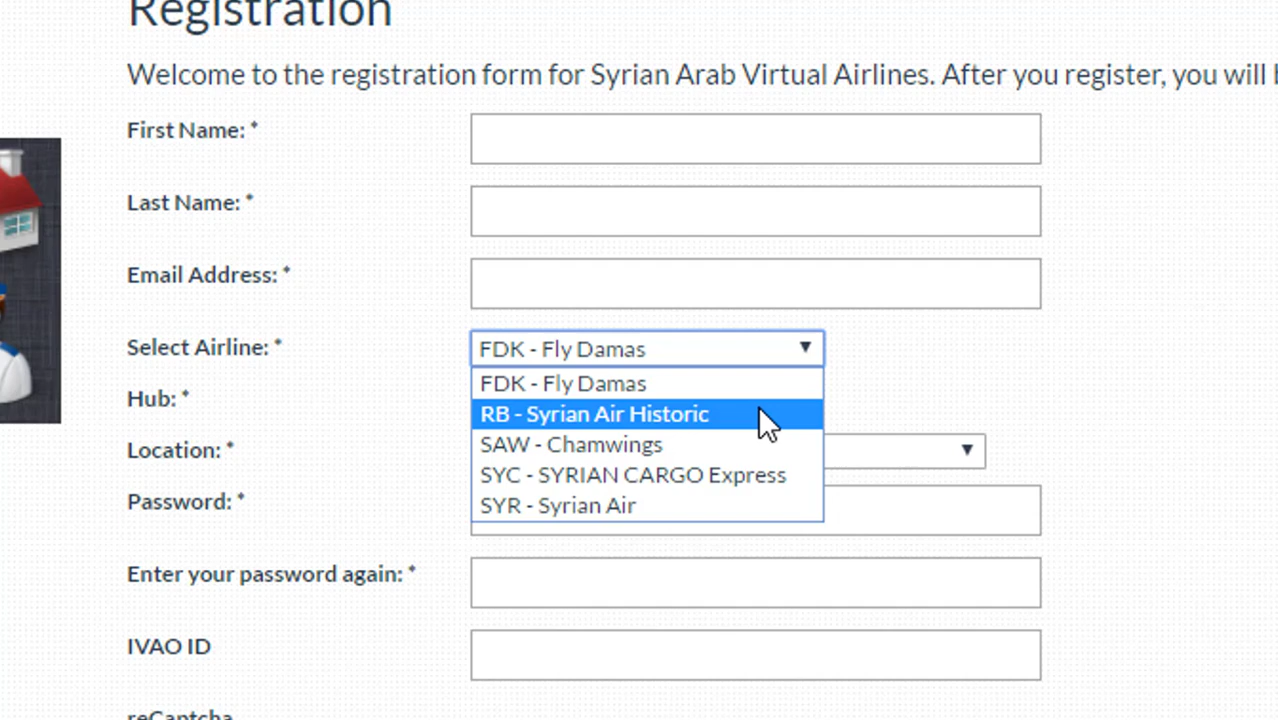 Registration
Welcome to the registration form for Syrian Arab Virtual Airlines. After you register, you will
First Name: *
Last Name: *
Email Address: *
Select Airline: *
FDK - Fly Damas
FDK - Fly Damas
Hub: *
RB - Syrian Air Historic
SAW - Chamwings
Location: *
SYC - SYRIAN CARGO Express
Password: *
SYR - Syrian Air
Enter your password again: *
IVAO ID
reCaptcha